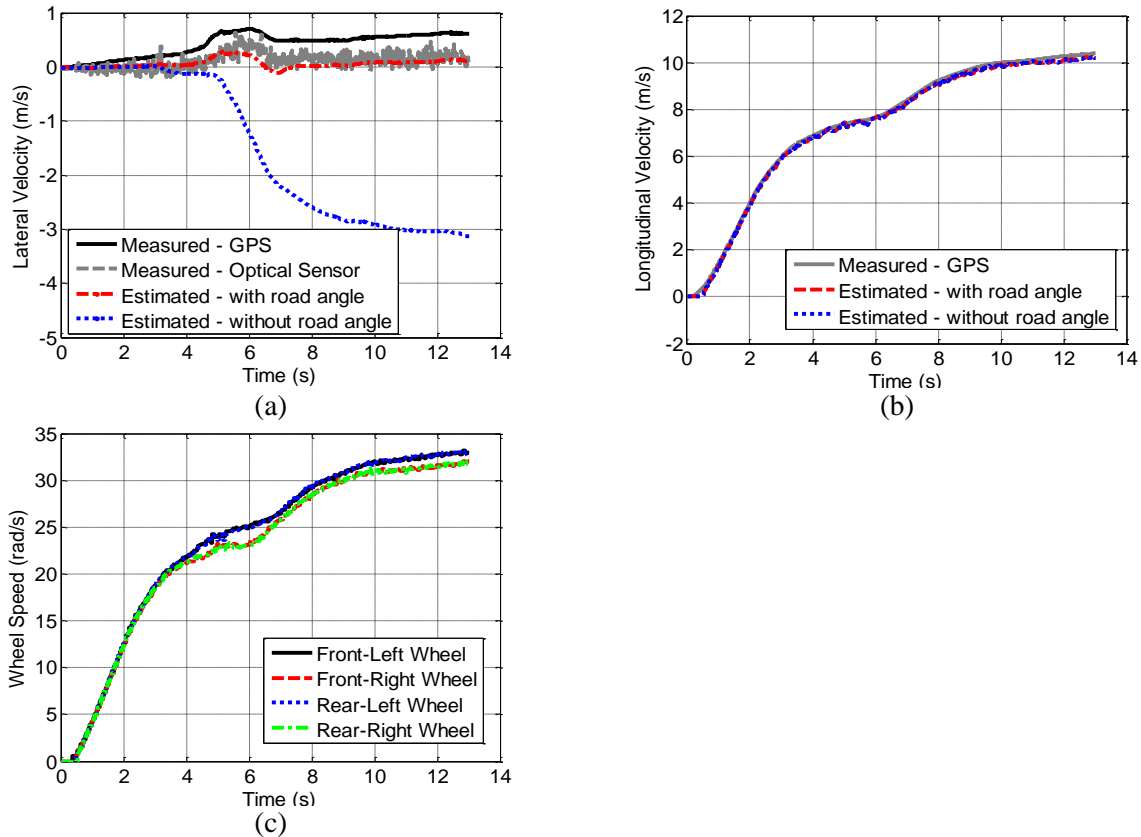 1
0
-1
-2
-3
-4
-5
Lateral Velocity (m/s)
Measured - GPS
Measured - Optical Sensor
Estimated - with road angle
Estimated - without road angle
0 2 4 6 8 10 12 14
Time (s)
(a)
12
10
8
6
4
2
0
-2
Longitudinal Velocity (m/s)
Measured - GPS
Estimated - with road angle
Estimated - without road angle
0 2 4 6 8 10 12 14
Time (s)
(b)
35
30
25
20
15
10
5
0
Wheel Speed (rad/s)
Front-Left Wheel
Front-Right Wheel
Rear-Left Wheel
Rear-Right Wheel
0 2 4 6 8 10 12 14
Time (s)
(c)